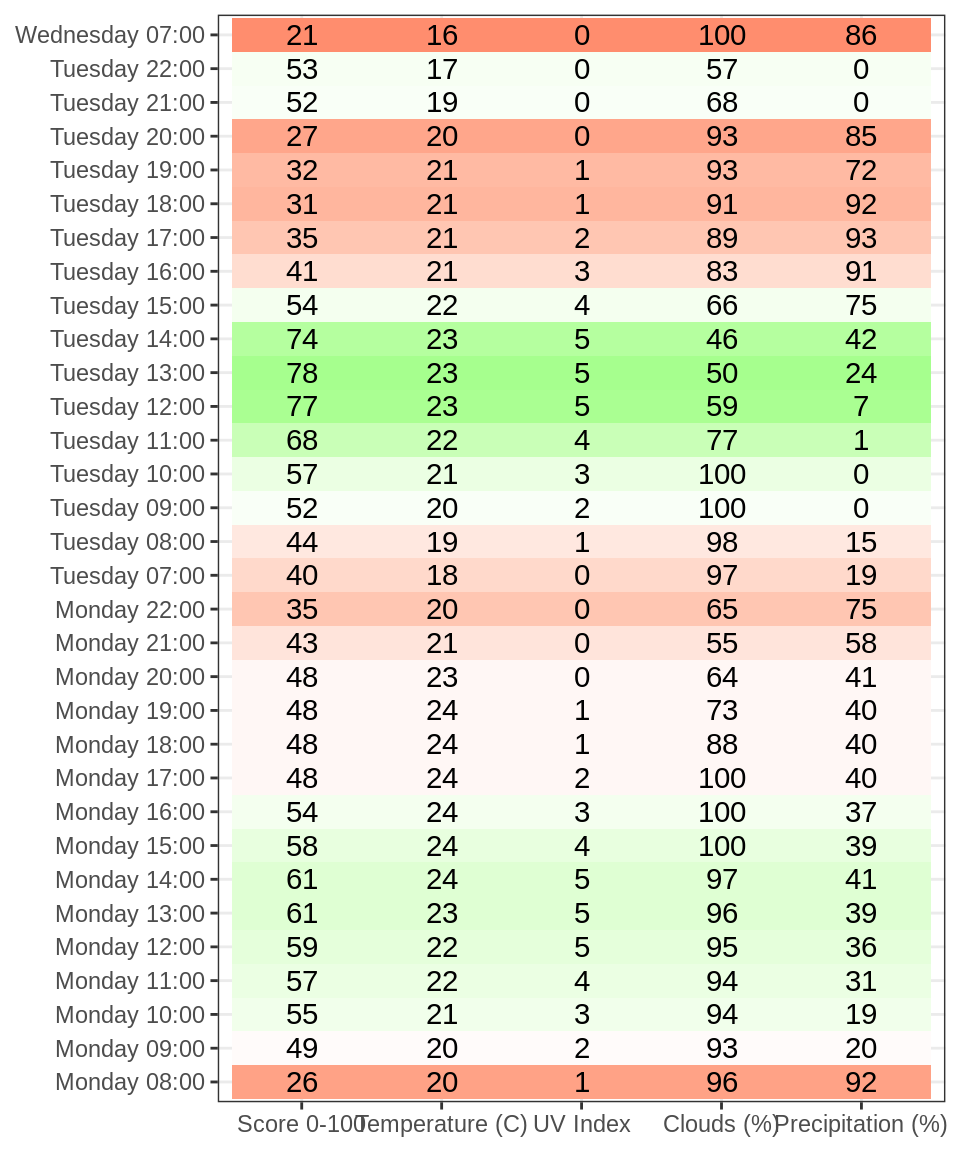 Wednesday 07:00 21 16 0 100 86
Tuesday 22:00 53 17 0 57 0
Tuesday 21:00 52 19 0 68 0
Tuesday 20:00 27 20 0 93 85
Tuesday 19:00 32 21 1 93 72
Tuesday 18:00 31 21 1 91 92
Tuesday 17:00 35 21 2 89 93
Tuesday 16:00 41 21 3 83 91
Tuesday 15:00 54 22 4 66 75
Tuesday 14:00 74 23 5 46 42
Tuesday 13:00 78 23 5 50 24
Tuesday 12:00 77 23 5 59 7
Tuesday 11:00 68 22 4 77 1
Tuesday 10:00 57 21 3 100 0
Tuesday 09:00 52 20 2 100 0
Tuesday 08:00 44 19 1 98 15
Tuesday 07:00 40 18 0 97 19
Monday 22:00 35 20 0 65 75
Monday 21:00 43 21 0 55 58
Monday 20:00 48 23 0 64 41
Monday 19:00 48 24 1 73 40
Monday 18:00 48 24 1 88 40
Monday 17:00 48 24 2 100 40
Monday 16:00 54 24 3 100 37
Monday 15:00 58 24 4 100 39
Monday 14:00 61 24 5 97 41
Monday 13:00 61 23 5 96 39
Monday 12:00 59 22 5 95 36
Monday 11:00 57 22 4 94 31
Monday 10:00 55 21 3 94 19
Monday 09:00 49 20 2 93 20
Monday 08:00 26 20 1 96 92
Score 0-100 Temperature (C) UV Index Clouds (%) Precipitation (%)